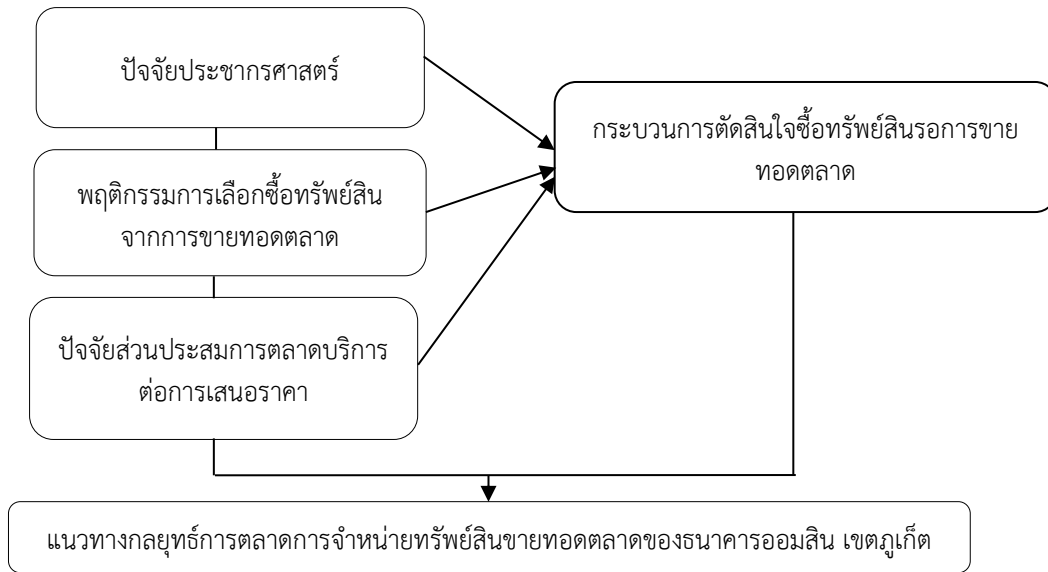 ปัจจัยประชากรศาสตร์
พฤติกรรมการเลือกซื้อทรัพย์สิน
จากการขายทอดตลาด
ปัจจัยส่วนประสมการตลาดบริการ
ต่อการเสนอราคา
กระบวนการตัดสินใจซื้อทรัพย์สินรอการขาย
ทอดตลาด
แนวทางกลยุทธ์การตลาดการจำหน่ายทรัพย์สินขายทอดตลาดของธนาคารออมสิน เขตภูเก็ต